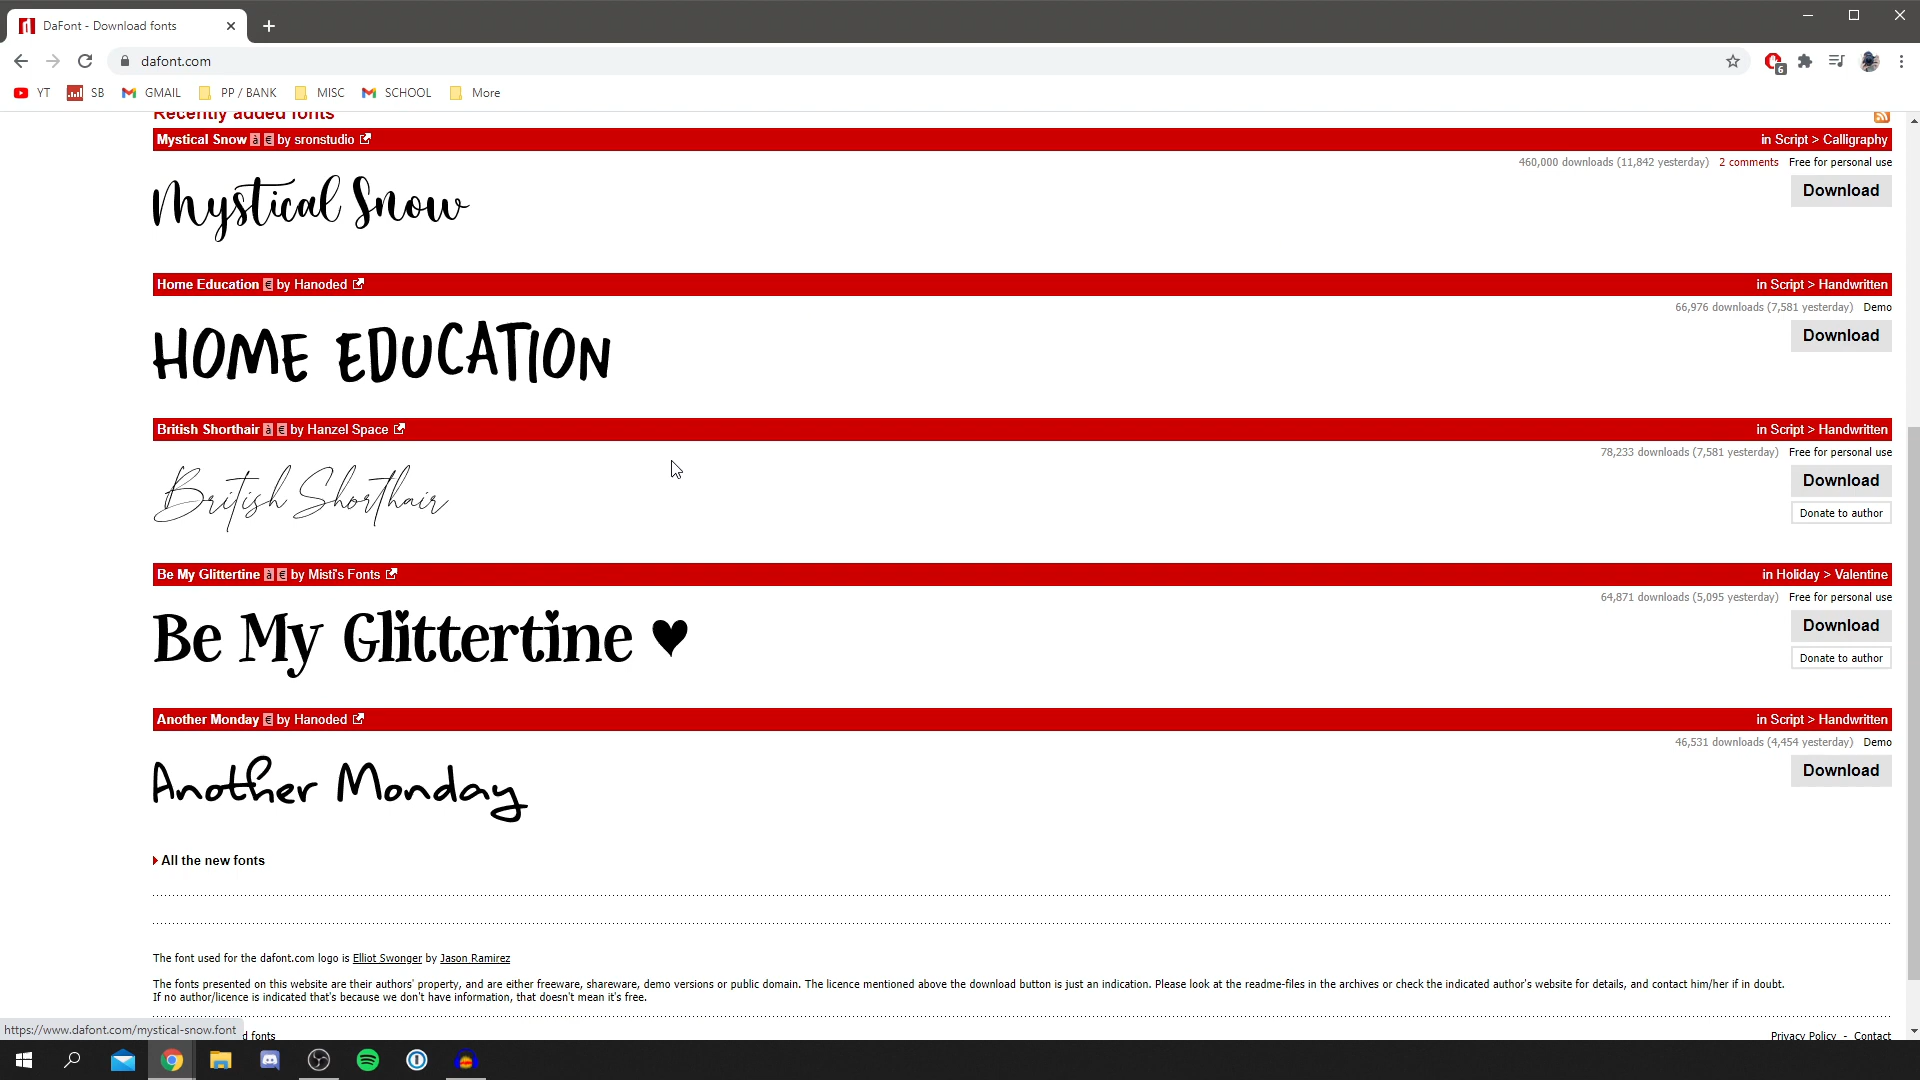 DaFont - Download fonts
dafont.com
6
YT SB GMAIL PP / BANK MISC SCHOOL More
Recently added fonts
Mystical Snow à € by sronstudio in Script > Calligraphy
460,000 downloads (11,842 yesterday) 2 comments Free for personal use
Mystical Snow
Download
Home Education € by Hanoded in Script > Handwritten
66,976 downloads (7,581 yesterday) Demo
HOME EDUCATION
Download
British Shorthair à € by Hanzel Space in Script > Handwritten
78,233 downloads (7,581 yesterday) Free for personal use
British Shorthair
Download
Donate to author
Be My Glittertine à € by Misti's Fonts in Holiday > Valentine
64,871 downloads (5,095 yesterday) Free for personal use
Be My Glittertine ♥
Download
Donate to author
Another Monday € by Hanoded in Script > Handwritten
46,531 downloads (4,454 yesterday) Demo
Another Monday
Download
All the new fonts
The font used for the dafont.com logo is Elliot Swonger by Jason Ramirez
The fonts presented on this website are their authors' property, and are either freeware, shareware, demo versions or public domain. The licence mentioned above the download button is just an indication. Please look at the readme-files in the archives or check the indicated author's website for details, and contact him/her if in doubt.
If no author/licence is indicated that's because we don't have information, that doesn't mean it's free.
https://www.dafont.com/mystical-snow.font
d fonts Privacy Policy - Contact